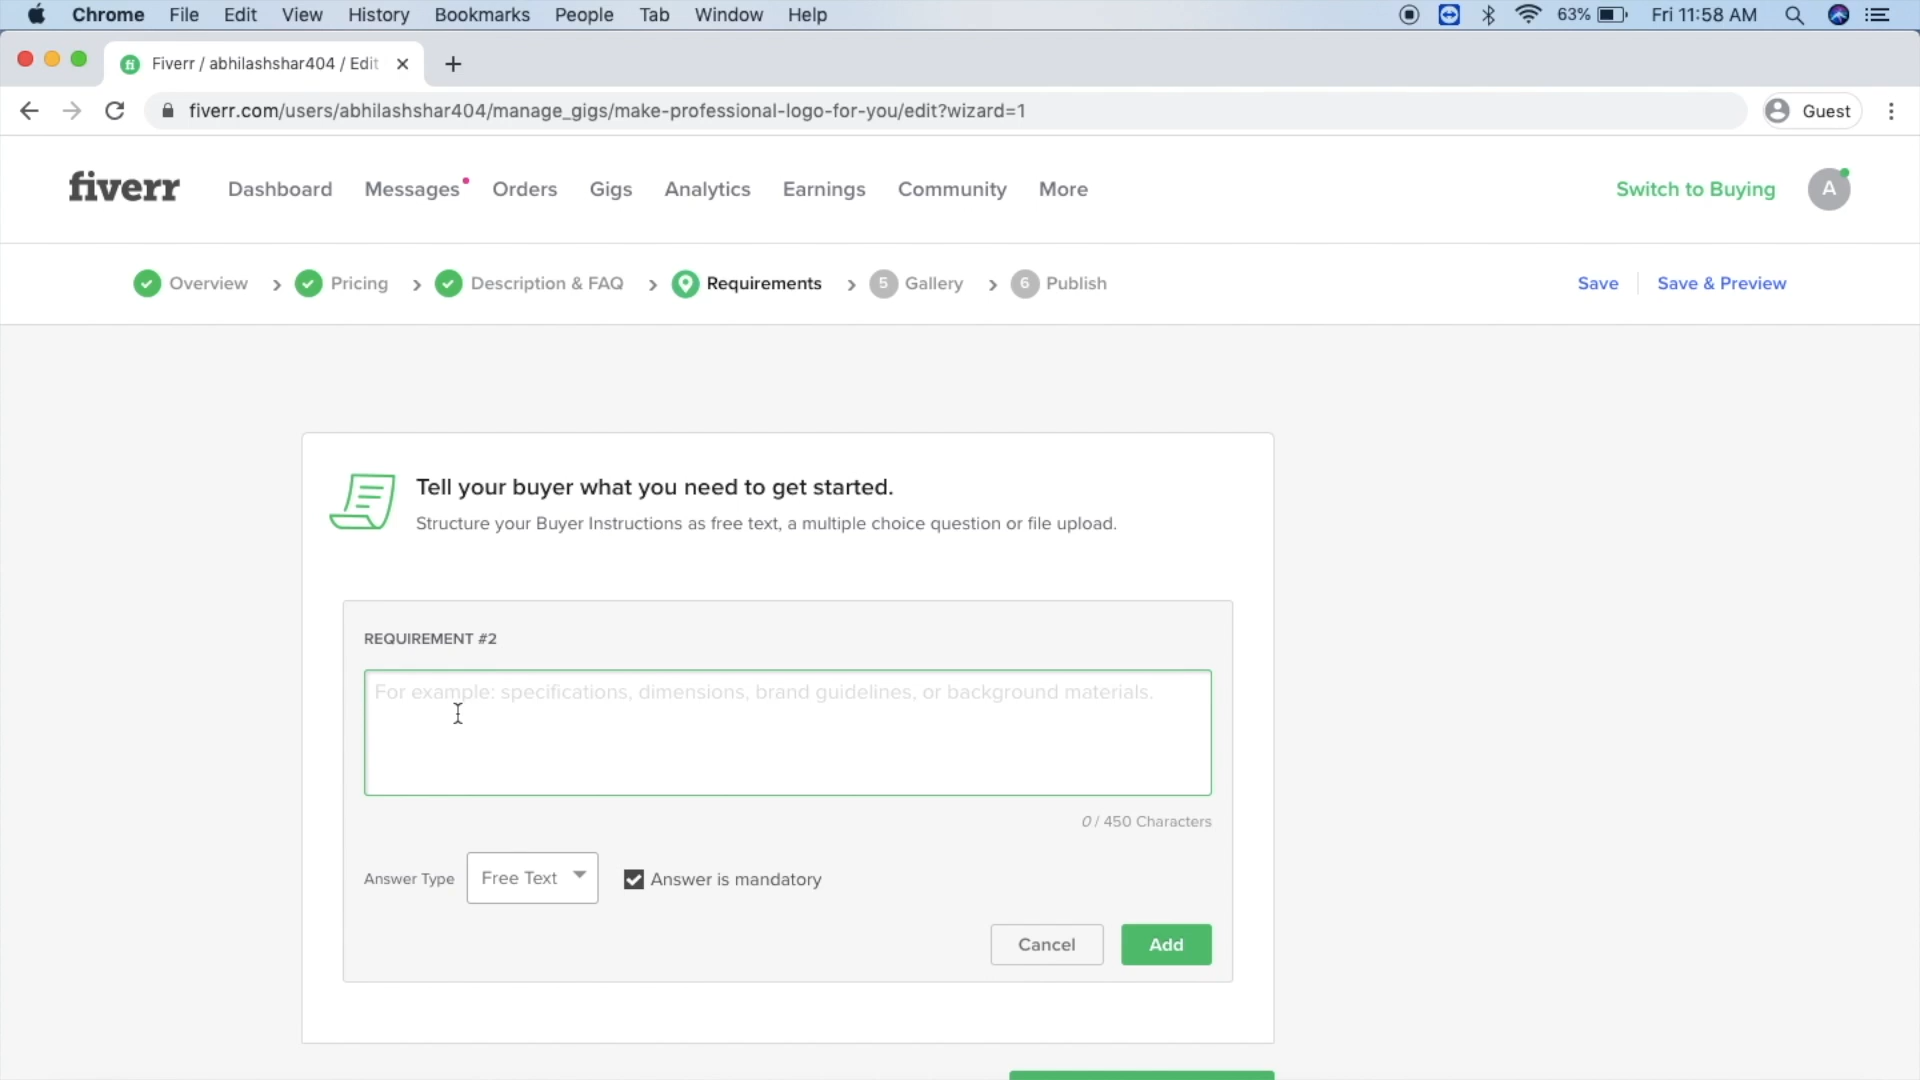 Chrome File Edit View History Bookmarks People Tab Window Help 63% Fri 11:58 AM
Fiverr / abhilashshar404 / Edit
fiverr.com/users/abhilashshar404/manage_gigs/make-professional-logo-for-you/edit?wizard=1 Guest
fiverr Dashboard Messages Orders Gigs Analytics Earnings Community More Switch to Buying A
Overview Pricing Description & FAQ Requirements 5 Gallery 6 Publish Save Save & Preview
Tell your buyer what you need to get started.
Structure your Buyer Instructions as free text, a multiple choice question or file upload.
REQUIREMENT #2
For example: specifications, dimensions, brand guidelines, or background materials.
0 / 450 Characters
Answer Type Free Text Answer is mandatory
Cancel Add